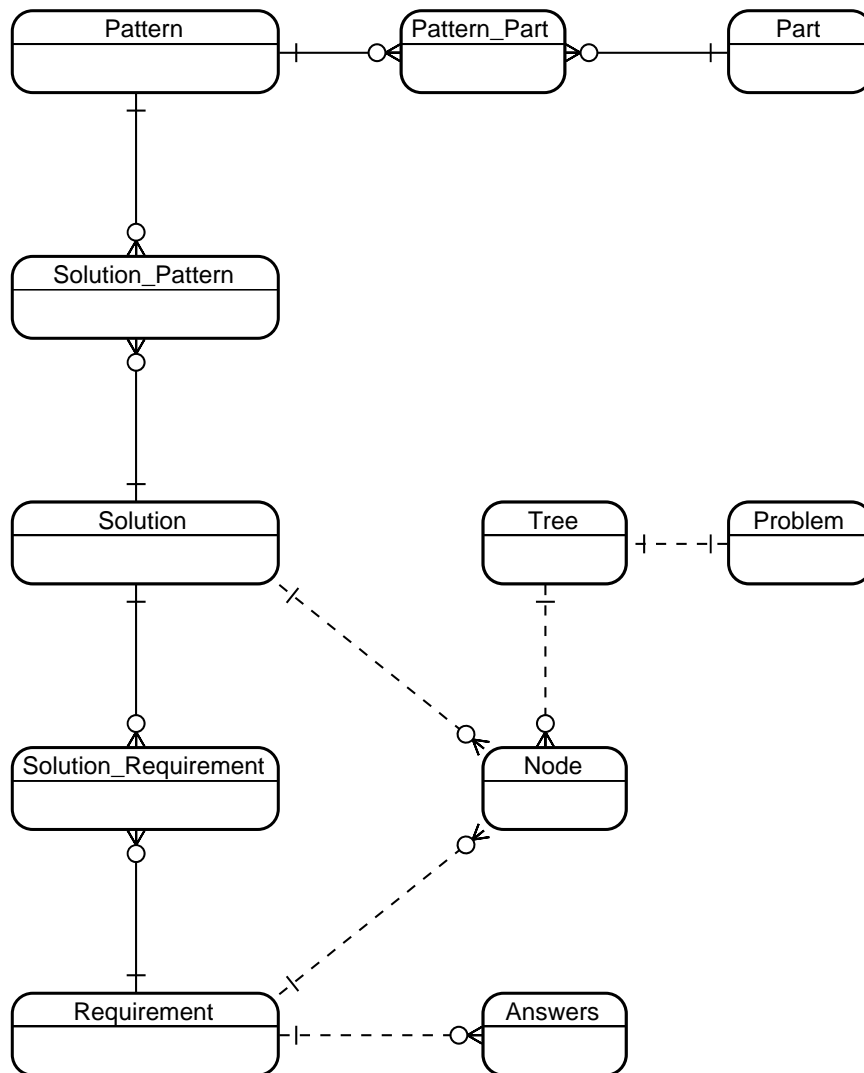 Pattern
Pattern_Part
Part
Solution_Pattern
Solution
Tree
Problem
Solution_Requirement
Node
Requirement
Answers